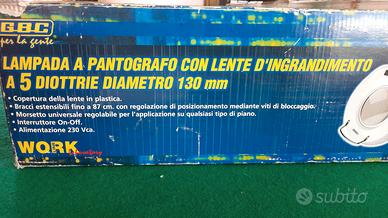 G.B.C
per la gente
LAMPADA A PANTOGRAFO CON LENTE D'INGRANDIMENTO
A 5 DIOTTRIE DIAMETRO 130 mm
• Copertura della lente in plastica.
• Bracci estensibili fino a 87 cm. con regolazione di posizionamento mediante viti di bloccaggio.
• Morsetto universale regolabile per l'applicazione su qualsiasi tipo di piano.
• Interruttore On-Off.
• Alimentazione 230 Vca.
WORK
subito